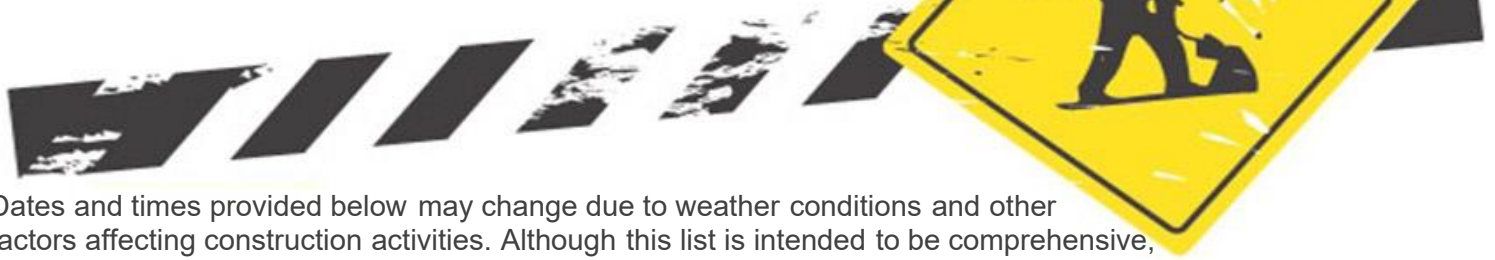 Dates and times provided below may change due to weather conditions and other
actors affecting construction activities. Although this list is intended to be comprehensive,